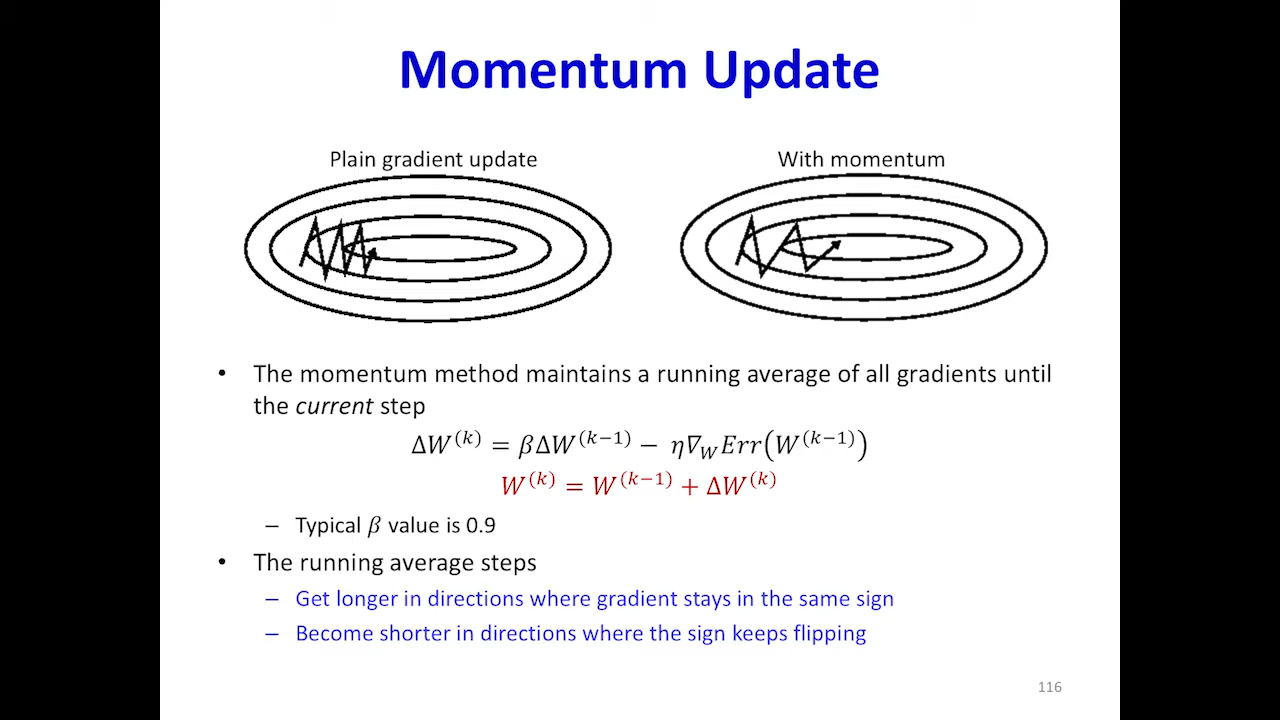 Momentum Update
Plain gradient update
With momentum
• The momentum method maintains a running average of all gradients until
the current step
ΔW^(k) = βΔW^(k−1) − η∇_W Err(W^(k−1))
W^(k) = W^(k−1) + ΔW^(k)
– Typical β value is 0.9
• The running average steps
– Get longer in directions where gradient stays in the same sign
– Become shorter in directions where the sign keeps flipping
116